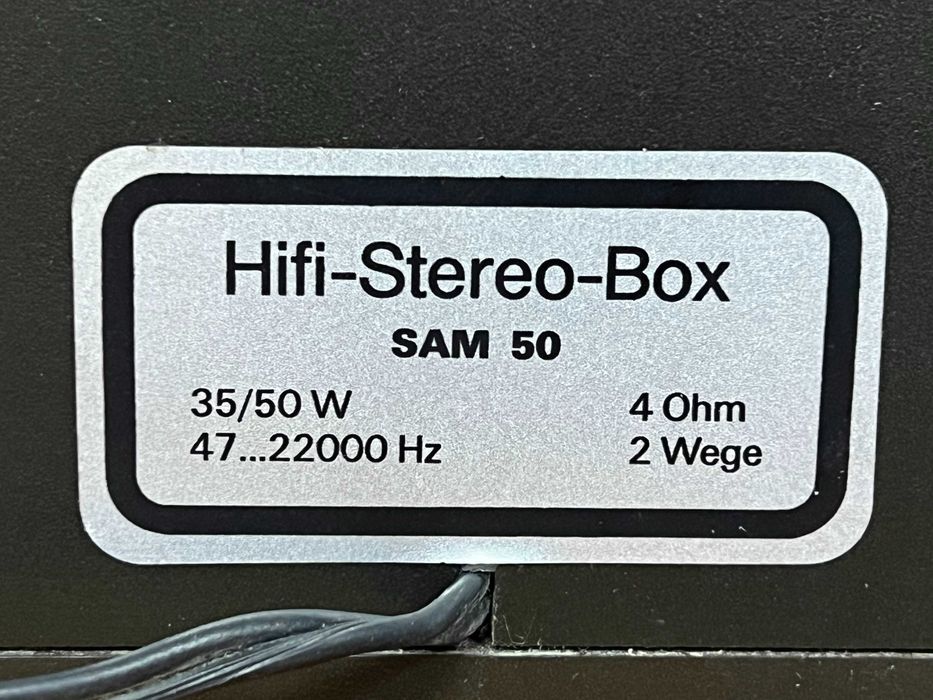 Hifi-Stereo-Box
SAM 50
35/50 W 4 Ohm
47...22000 Hz 2 Wege